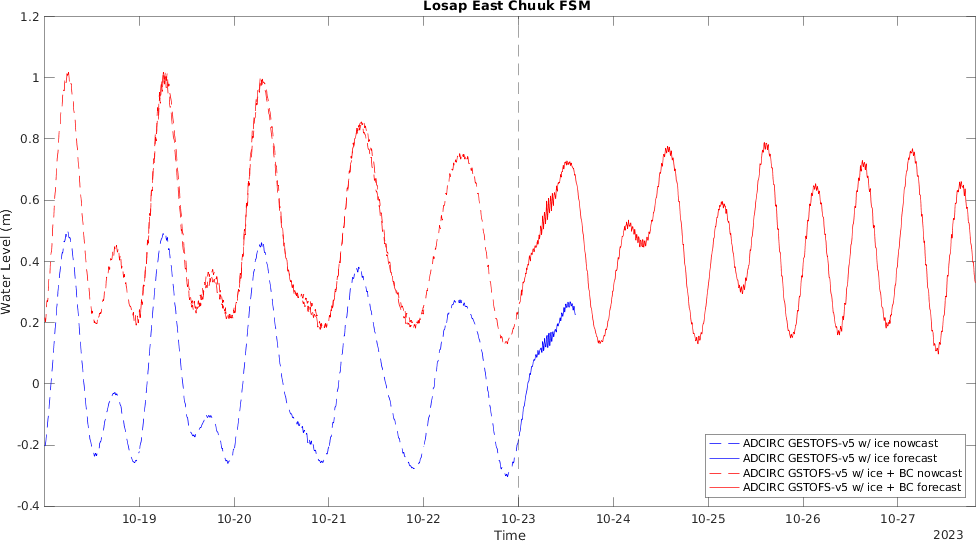 Losap East Chuuk FSM
1.2
1
0.8
0.6
0.4
0.2
0
-0.2
-0.4
Water Level (m)
ADCIRC GESTOFS-v5 w/ ice nowcast
ADCIRC GESTOFS-v5 w/ ice forecast
ADCIRC GSTOFS-v5 w/ ice + BC nowcast
ADCIRC GSTOFS-v5 w/ ice + BC forecast
10-19 10-20 10-21 10-22 10-23 10-24 10-25 10-26 10-27
Time
2023